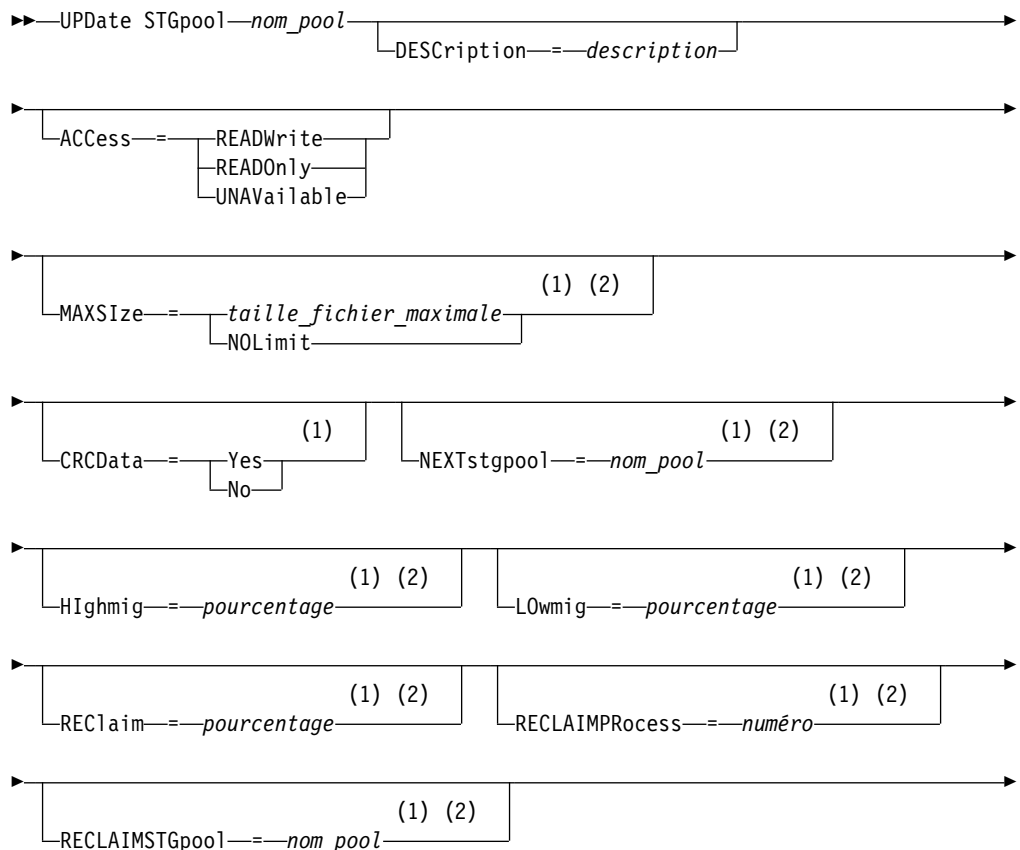 UPDate STGpool nom_pool
DESCription = description
ACCess = READWrite
READOnly
UNAVailable
(1) (2)
MAXSIze = taille_fichier_maximale
NOLimit
(1) (1) (2)
CRCData = Yes NEXTstgpool = nom_pool
No
(1) (2) (1) (2)
HIghmig = pourcentage LOwmig = pourcentage
(1) (2) (1) (2)
REClaim = pourcentage RECLAIMPRocess = numéro
(1) (2)
RECLAIMSTGpool = nom_pool